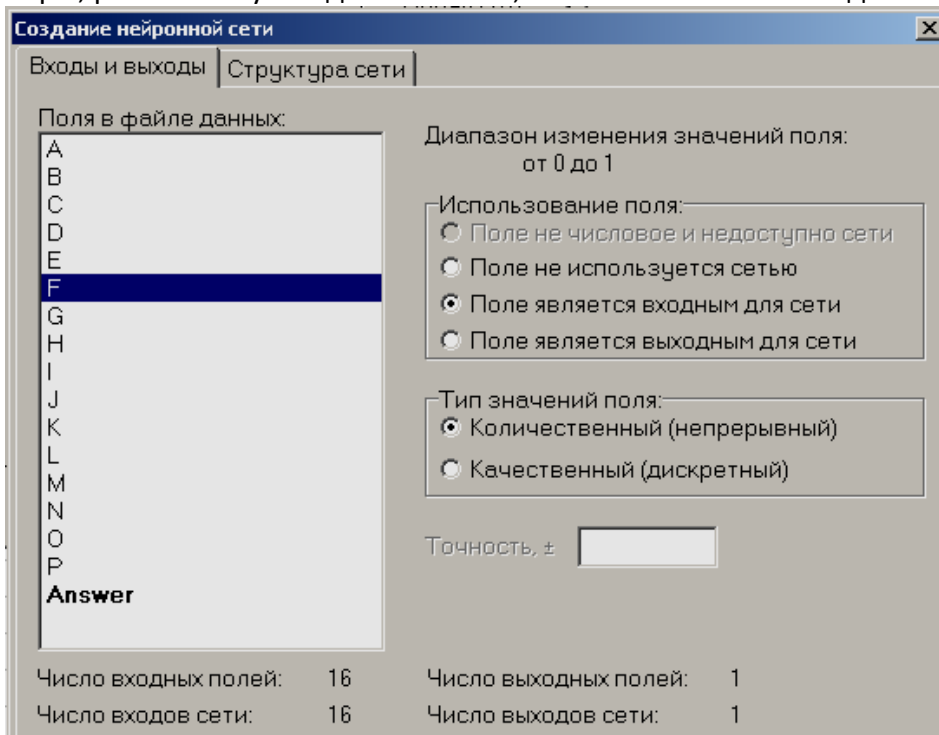 Создание нейронной сети
Входы и выходы
Структура сети
Поля в файле данных:
A
B
C
D
E
F
G
H
I
J
K
L
M
N
O
P
Answer
Диапазон изменения значений поля:
от 0 до 1
Использование поля:
Поле не числовое и недоступно сети
Поле не используется сетью
Поле является входным для сети
Поле является выходным для сети
Тип значений поля:
Количественный (непрерывный)
Качественный (дискретный)
Точность, ±
Число входных полей: 16
Число выходных полей: 1
Число входов сети: 16
Число выходов сети: 1